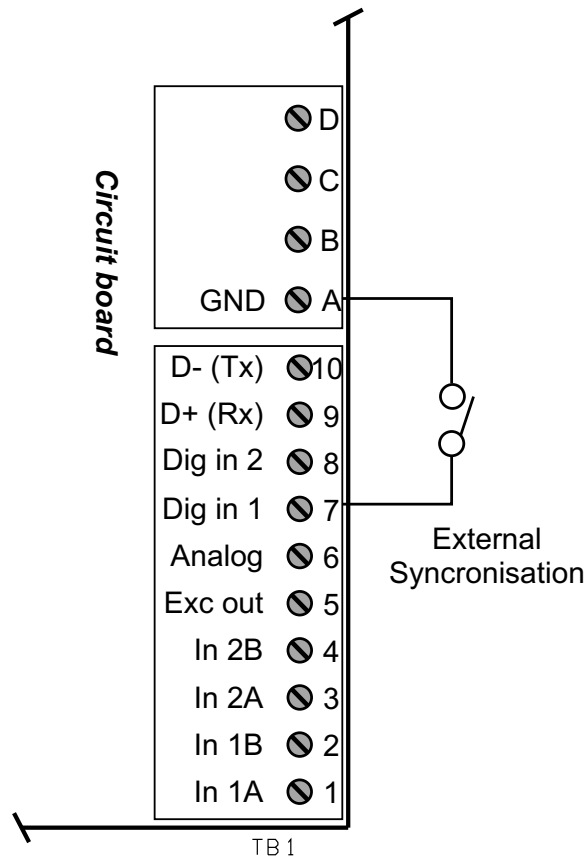 Circuit board
D
C
B
GND A
D- (Tx) 10
D+ (Rx) 9
Dig in 2 8
Dig in 1 7
Analog 6
Exc out 5
In 2B 4
In 2A 3
In 1B 2
In 1A 1
External
Syncronisation
TB1